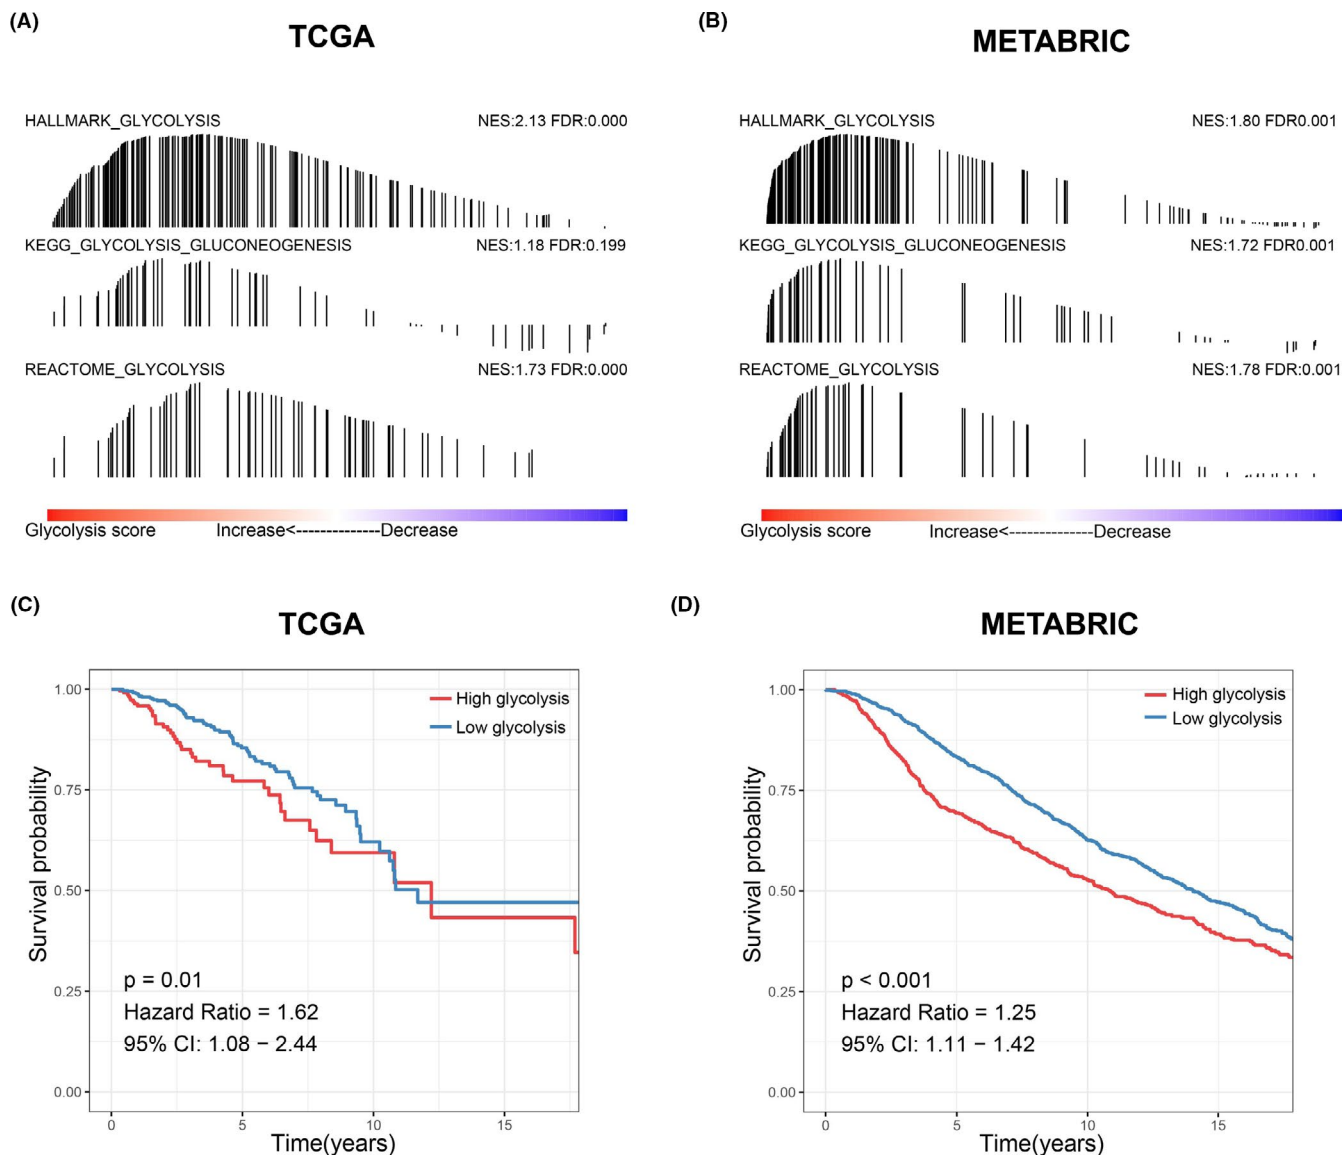 (A)
TCGA
HALLMARK_GLYCOLYSIS NES:2.13 FDR:0.000
KEGG_GLYCOLYSIS_GLUCONEOGENESIS NES:1.18 FDR:0.199
REACTOME_GLYCOLYSIS NES:1.73 FDR:0.000
Glycolysis score Increase<--------------Decrease
(B)
METABRIC
HALLMARK_GLYCOLYSIS NES:1.80 FDR0.001
KEGG_GLYCOLYSIS_GLUCONEOGENESIS NES:1.72 FDR0.001
REACTOME_GLYCOLYSIS NES:1.78 FDR:0.001
Glycolysis score Increase<--------------Decrease
(C)
TCGA
High glycolysis
Low glycolysis
Survival probability
1.00
0.75
0.50
0.25
0.00
p = 0.01
Hazard Ratio = 1.62
95% CI: 1.08 − 2.44
0 5 10 15
Time(years)
(D)
METABRIC
High glycolysis
Low glycolysis
Survival probability
1.00
0.75
0.50
0.25
0.00
p < 0.001
Hazard Ratio = 1.25
95% CI: 1.11 − 1.42
0 5 10 15
Time(years)